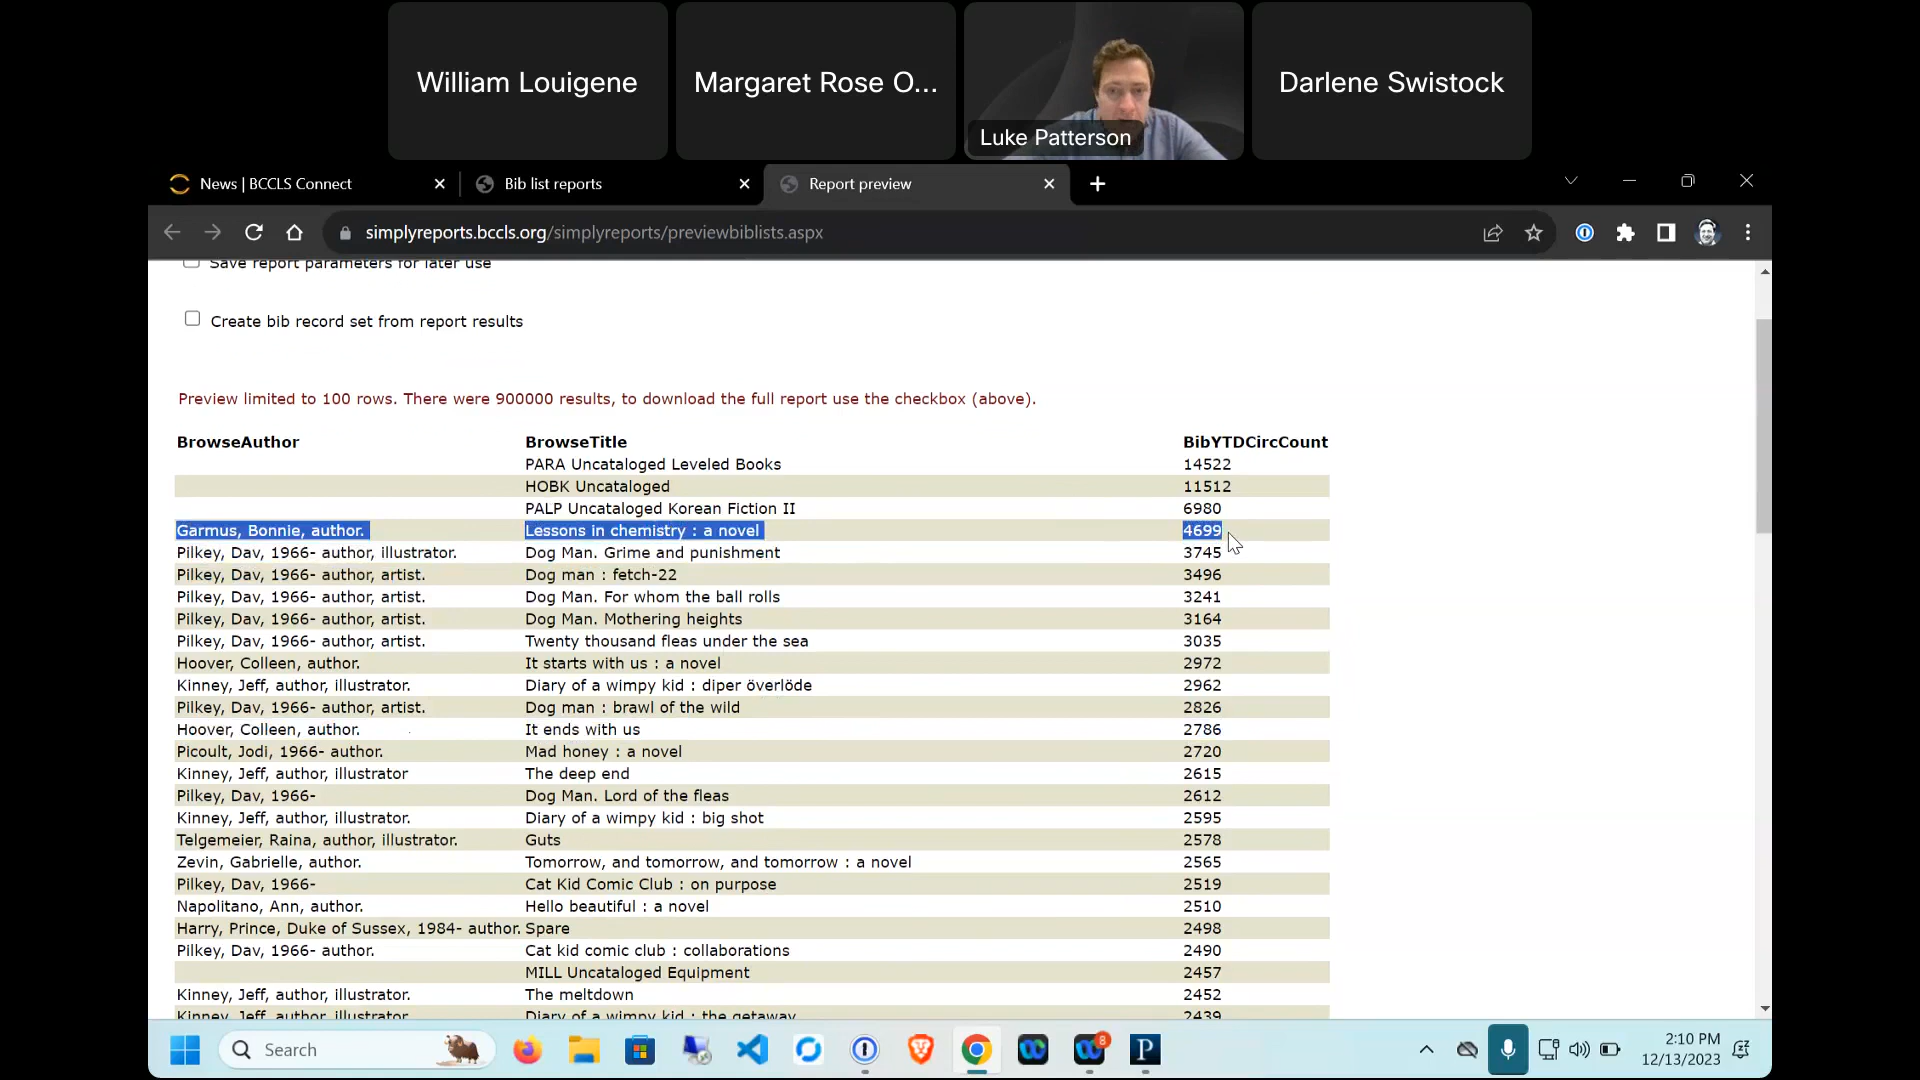 William Louigene
Margaret Rose O...
Luke Patterson
Darlene Swistock
News | BCCLS Connect
Bib list reports
Report preview
simplyreports.bccls.org/simplyreports/previewbiblists.aspx
Save report parameters for later use
Create bib record set from report results
Preview limited to 100 rows. There were 900000 results, to download the full report use the checkbox (above).
BrowseAuthor BrowseTitle BibYTDCircCount
PARA Uncataloged Leveled Books 14522
HOBK Uncataloged 11512
PALP Uncataloged Korean Fiction II 6980
Garmus, Bonnie, author. Lessons in chemistry : a novel 4699
Pilkey, Dav, 1966- author, illustrator. Dog Man. Grime and punishment 3745
Pilkey, Dav, 1966- author, artist. Dog man : fetch-22 3496
Pilkey, Dav, 1966- author, artist. Dog Man. For whom the ball rolls 3241
Pilkey, Dav, 1966- author, artist. Dog Man. Mothering heights 3164
Pilkey, Dav, 1966- author, artist. Twenty thousand fleas under the sea 3035
Hoover, Colleen, author. It starts with us : a novel 2972
Kinney, Jeff, author, illustrator. Diary of a wimpy kid : diper överlöde 2962
Pilkey, Dav, 1966- author, artist. Dog man : brawl of the wild 2826
Hoover, Colleen, author. It ends with us 2786
Picoult, Jodi, 1966- author. Mad honey : a novel 2720
Kinney, Jeff, author, illustrator The deep end 2615
Pilkey, Dav, 1966- Dog Man. Lord of the fleas 2612
Kinney, Jeff, author, illustrator. Diary of a wimpy kid : big shot 2595
Telgemeier, Raina, author, illustrator. Guts 2578
Zevin, Gabrielle, author. Tomorrow, and tomorrow, and tomorrow : a novel 2565
Pilkey, Dav, 1966- Cat Kid Comic Club : on purpose 2519
Napolitano, Ann, author. Hello beautiful : a novel 2510
Harry, Prince, Duke of Sussex, 1984- author. Spare 2498
Pilkey, Dav, 1966- author. Cat kid comic club : collaborations 2490
MILL Uncataloged Equipment 2457
Kinney, Jeff, author, illustrator. The meltdown 2452
Kinney, Jeff, author, illustrator. Diary of a wimpy kid : the getaway 2439
Search
8
P
2:10 PM
12/13/2023